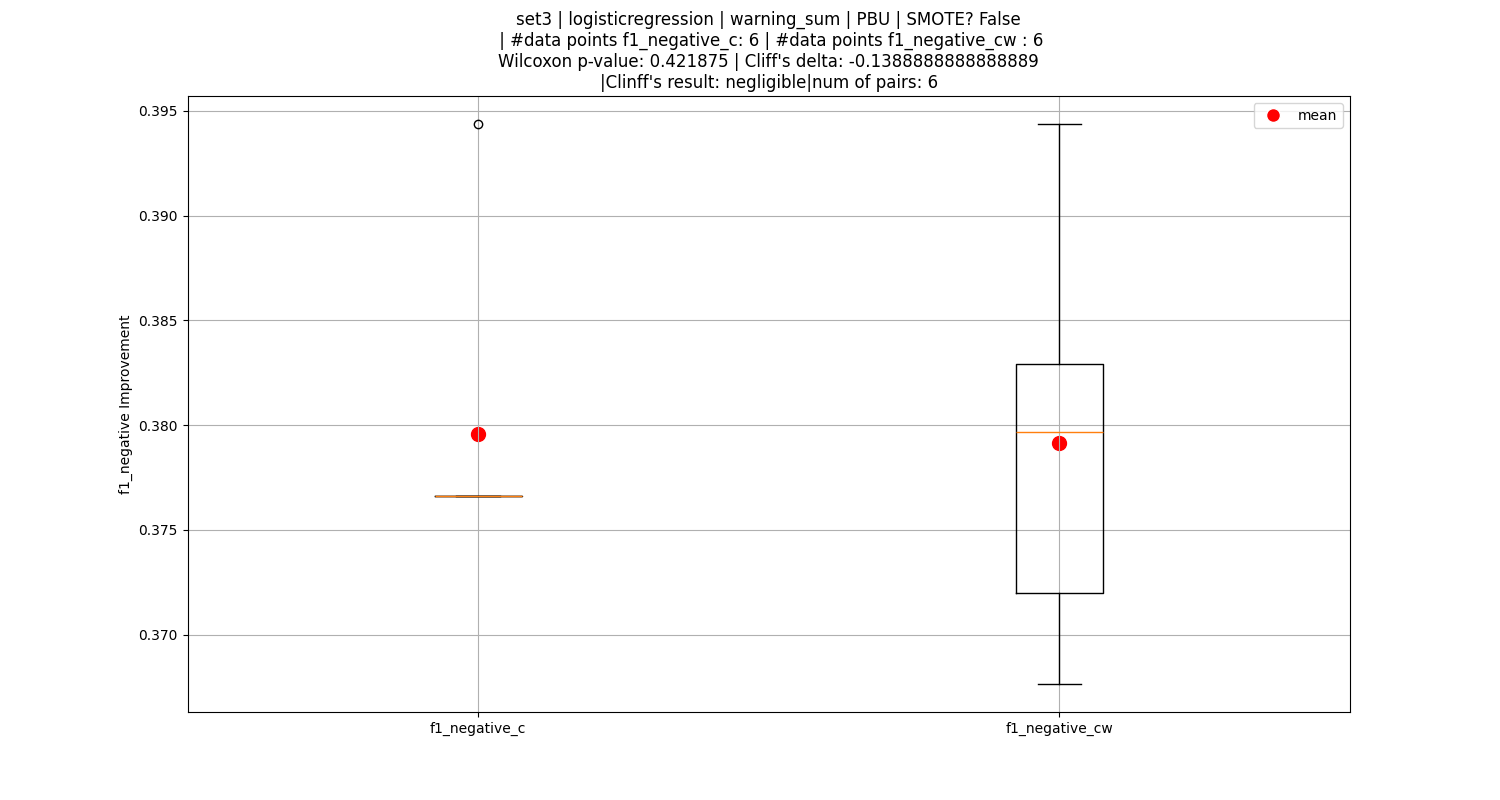 set3 | logisticregression | warning_sum | PBU | SMOTE? False
| #data points f1_negative_c: 6 | #data points f1_negative_cw : 6
Wilcoxon p-value: 0.421875 | Cliff's delta: -0.1388888888888889
|Clinff's result: negligible|num of pairs: 6
mean
0.395
0.390
0.385
0.380
0.375
0.370
f1_negative Improvement
f1_negative_c
f1_negative_cw